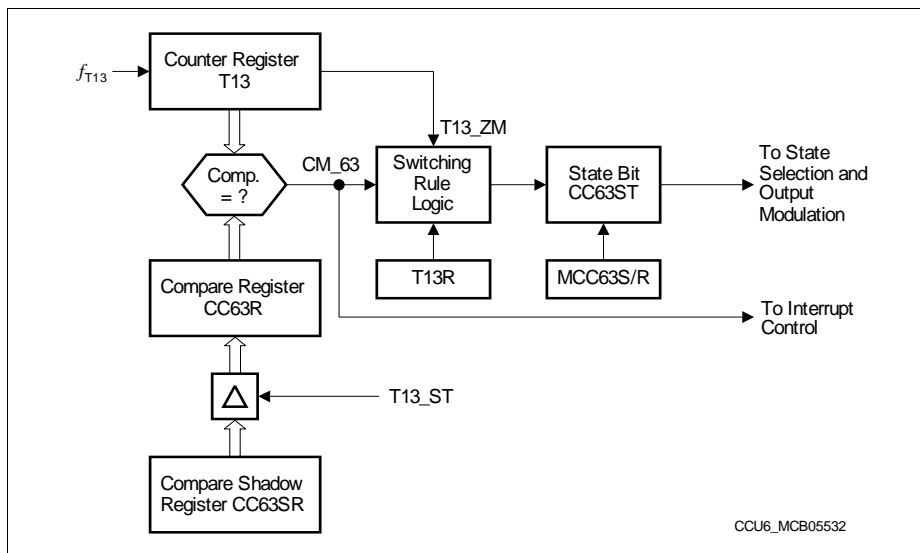 Counter Register
T13
fT13
T13_ZM
CM_63
Comp.
= ?
Switching
Rule
Logic
State Bit
CC63ST
To State
Selection and
Output
Modulation
T13R
MCC63S/R
Compare Register
CC63R
To Interrupt
Control
T13_ST
Compare Shadow
Register CC63SR
CCU6_MCB05532